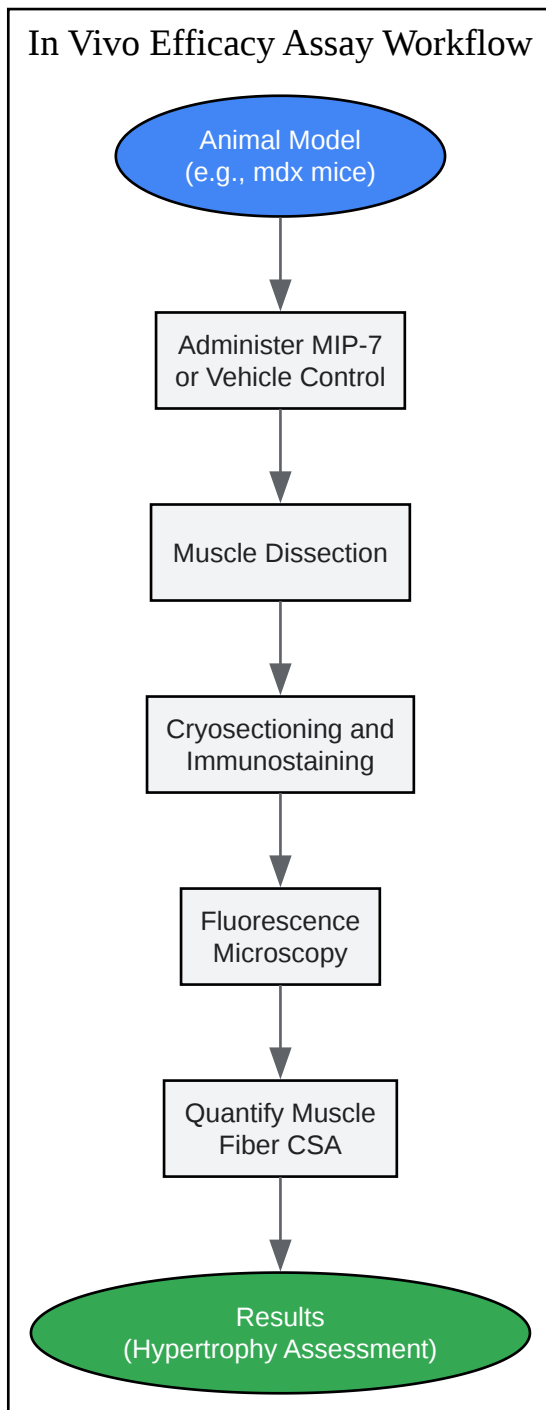 In Vivo Efficacy Assay Workflow
Animal Model
(e.g., mdx mice)
Administer MIP-7
or Vehicle Control
Muscle Dissection
Cryosectioning and
Immunostaining
Fluorescence
Microscopy
Quantify Muscle
Fiber CSA
Results
(Hypertrophy Assessment)